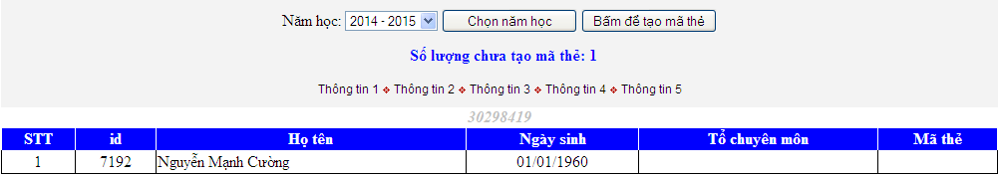 Năm học: 2014 - 2015 Chọn năm học Bấm để tạo mã thẻ
Số lượng chưa tạo mã thẻ: 1
Thông tin 1 Thông tin 2 Thông tin 3 Thông tin 4 Thông tin 5
30298419
STT id Họ tên Ngày sinh Tổ chuyên môn Mã thẻ
1 7192 Nguyễn Mạnh Cường 01/01/1960